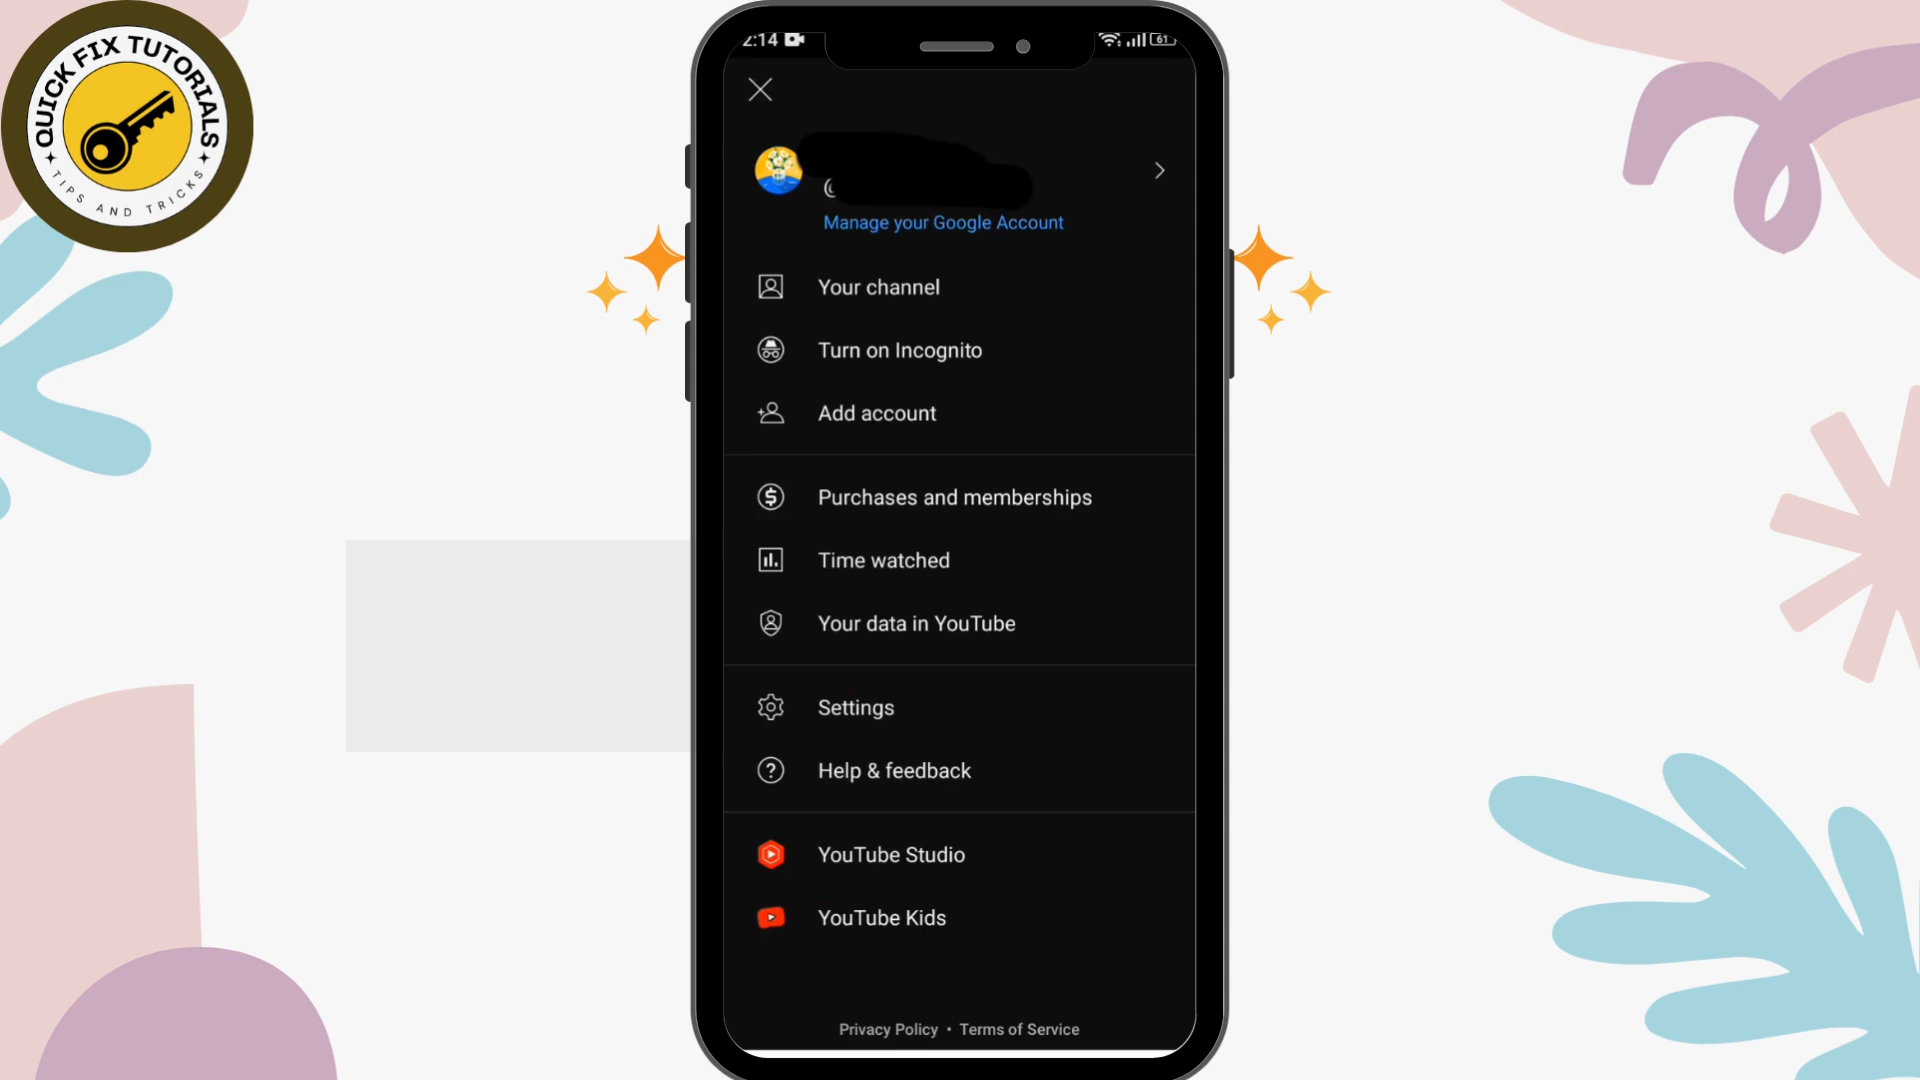 QUICK FIX TUTORIALS
TIPS AND TRICKS
2:14
61
@
Manage your Google Account
Your channel
Turn on Incognito
Add account
Purchases and memberships
Time watched
Your data in YouTube
Settings
Help & feedback
YouTube Studio
YouTube Kids
Privacy Policy • Terms of Service